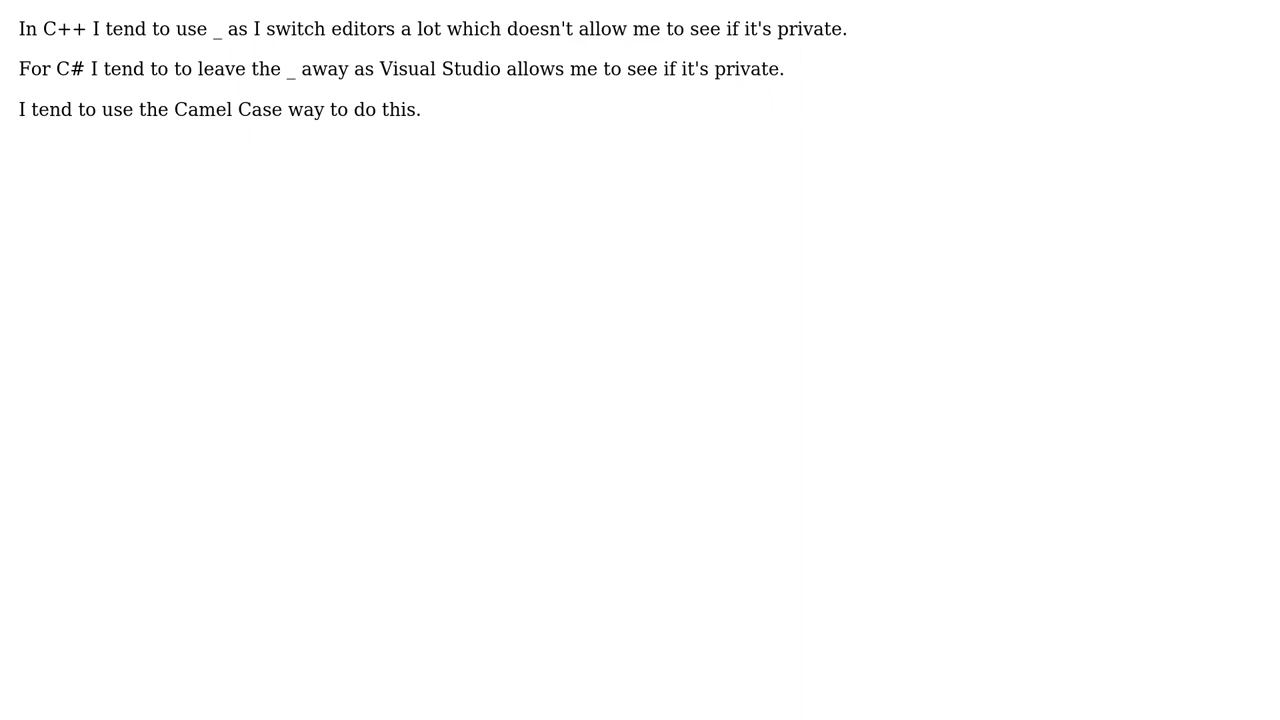 In C++ I tend to use _ as I switch editors a lot which doesn't allow me to see if it's private.
For C# I tend to to leave the _ away as Visual Studio allows me to see if it's private.
I tend to use the Camel Case way to do this.